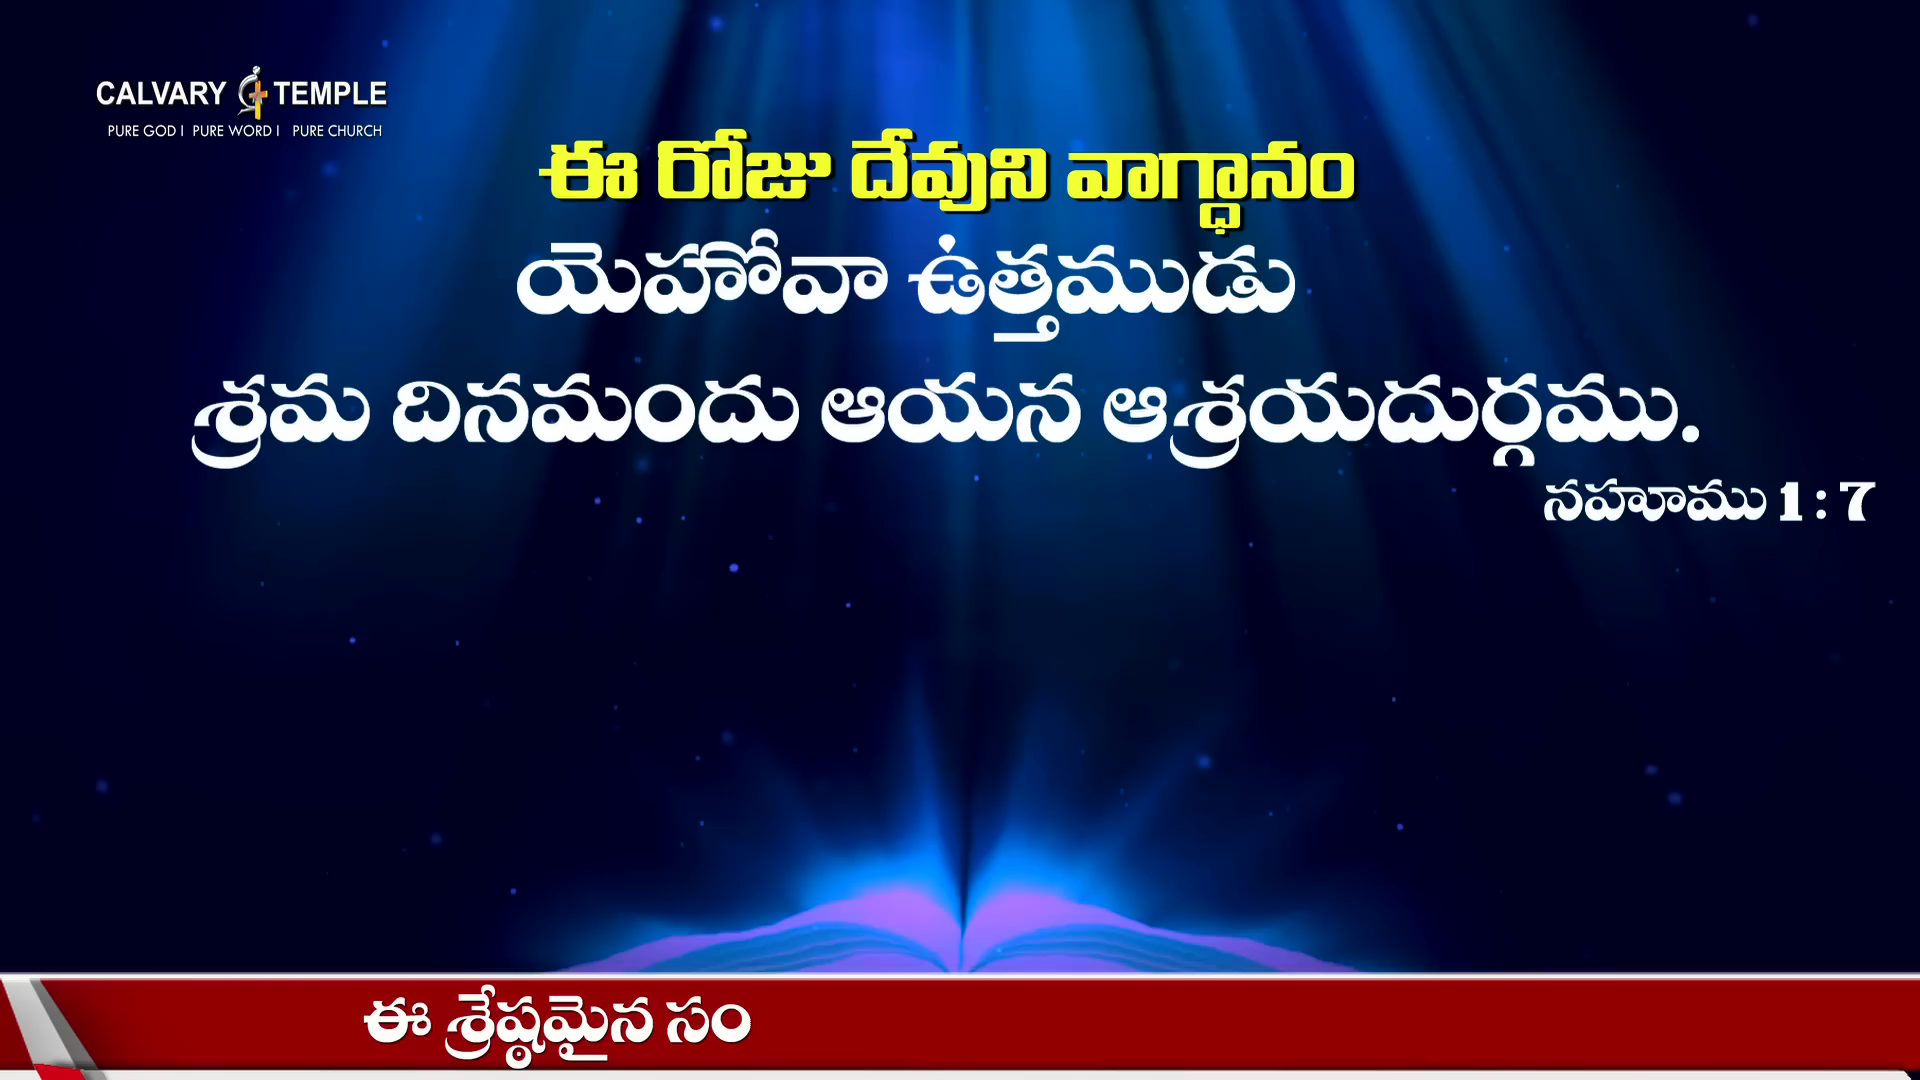 CALVARY TEMPLE
PURE GOD I PURE WORD I PURE CHURCH
ఈ రోజు దేవుని వాగ్ధానం
యెహోవా ఉత్తముడు
శ్రమ దినమందు ఆయన ఆశ్రయదుర్గము.
నహూము 1 : 7
ఈ శ్రేష్ఠమైన సం